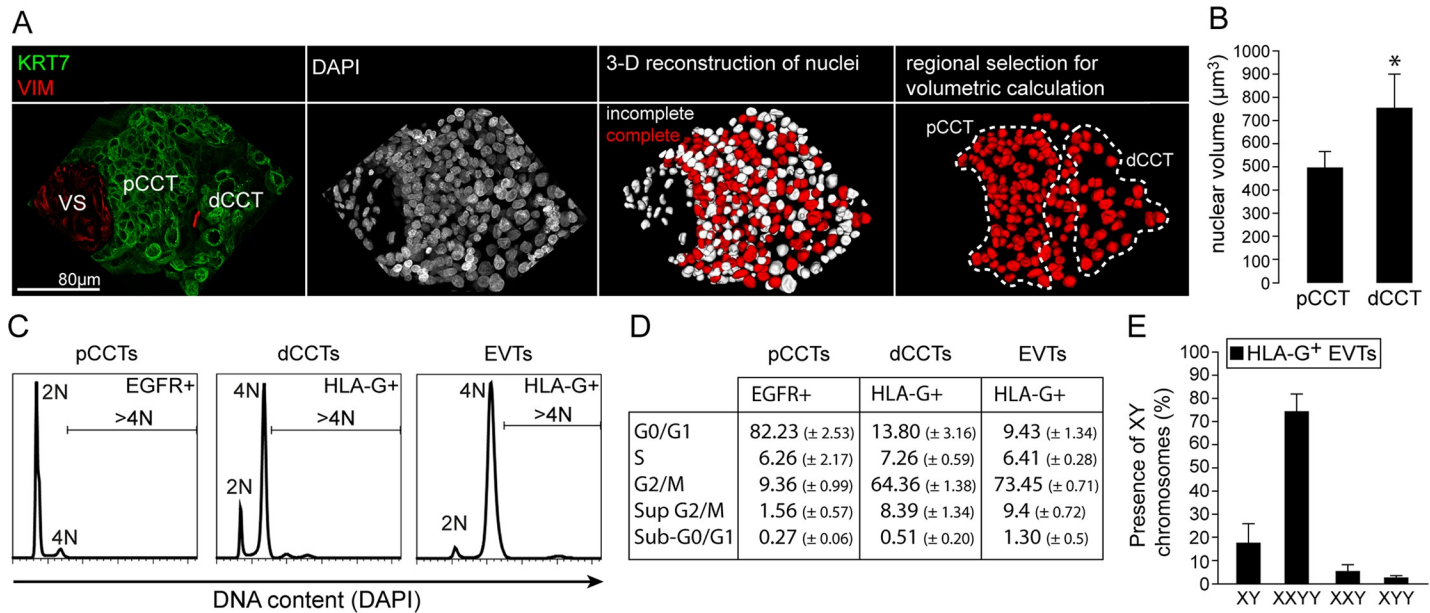 A
KRT7
VIM
DAPI
3-D reconstruction of nuclei
regional selection for
volumetric calculation
VS
pCCT
dCCT
80µm
incomplete
complete
pCCT
dCCT
B
nuclear volume (µm³)
1000
900
800
700
600
500
400
300
200
100
0
*
pCCT dCCT
C
pCCTs dCCTs EVTs
EGFR+
>4N
2N
4N
HLA-G+
>4N
4N
2N
HLA-G+
>4N
4N
2N
DNA content (DAPI)
D
pCCTs dCCTs EVTs
EGFR+ HLA-G+ HLA-G+
G0/G1 82.23 (± 2.53) 13.80 (± 3.16) 9.43 (± 1.34)
S 6.26 (± 2.17) 7.26 (± 0.59) 6.41 (± 0.28)
G2/M 9.36 (± 0.99) 64.36 (± 1.38) 73.45 (± 0.71)
Sup G2/M 1.56 (± 0.57) 8.39 (± 1.34) 9.4 (± 0.72)
Sub-G0/G1 0.27 (± 0.06) 0.51 (± 0.20) 1.30 (± 0.5)
E
Presence of XY
chromosomes (%)
100
90
80
70
60
50
40
30
20
10
0
HLA-G⁺ EVTs
XY XXYY XXY XYY